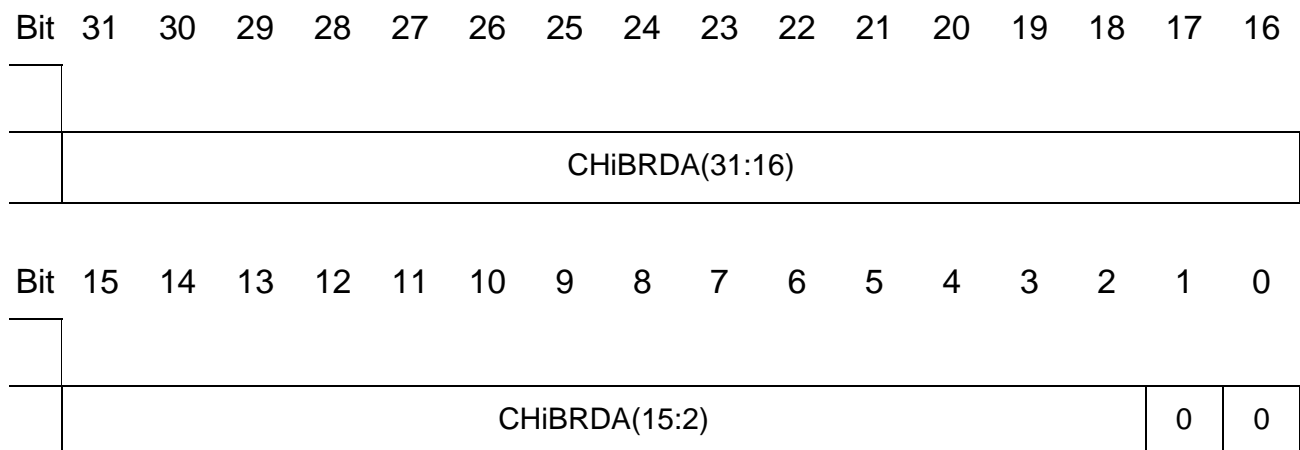 Bit 31 30 29 28 27 26 25 24 23 22 21 20 19 18 17 16
CHiBRDA(31:16)
Bit 15 14 13 12 11 10 9 8 7 6 5 4 3 2 1 0
CHiBRDA(15:2) 0 0